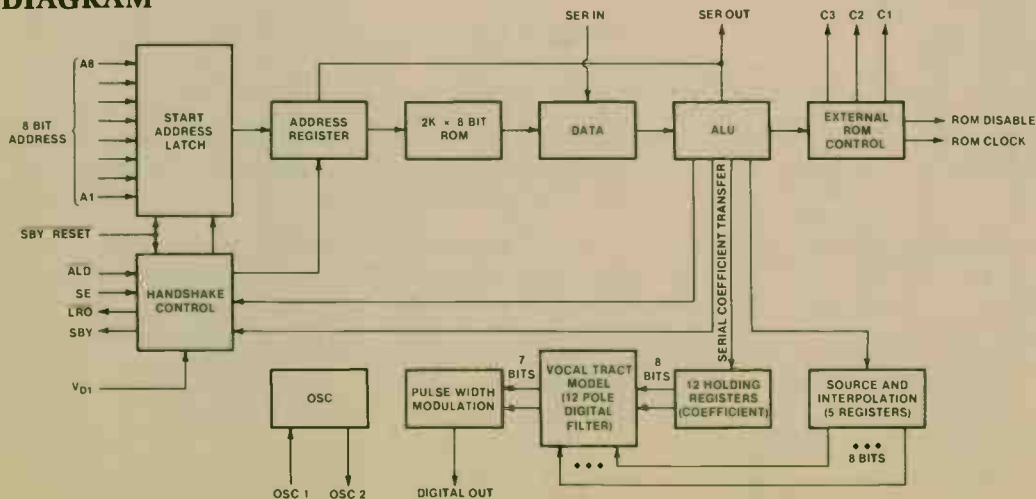 DIAGRAM
SER IN
SER OUT
C3
C2
C1
A8
8 BIT
ADDRESS
A1
START
ADDRESS
LATCH
ADDRESS
REGISTER
2K × 8 BIT
ROM
DATA
ALU
EXTERNAL
ROM
CONTROL
ROM DISABLE
ROM CLOCK
SBY RESET
ALD
SE
LRQ
SBY
HANDSHAKE
CONTROL
VD1
SERIAL COEFFICIENT TRANSFER
OSC
OSC 1
OSC 2
PULSE WIDTH
MODULATION
DIGITAL OUT
7
BITS
VOCAL TRACT
MODEL
(12 POLE
DIGITAL
FILTER)
8
BITS
12 HOLDING
REGISTERS
(COEFFICIENT)
SOURCE AND
INTERPOLATION
(5 REGISTERS)
8 BITS